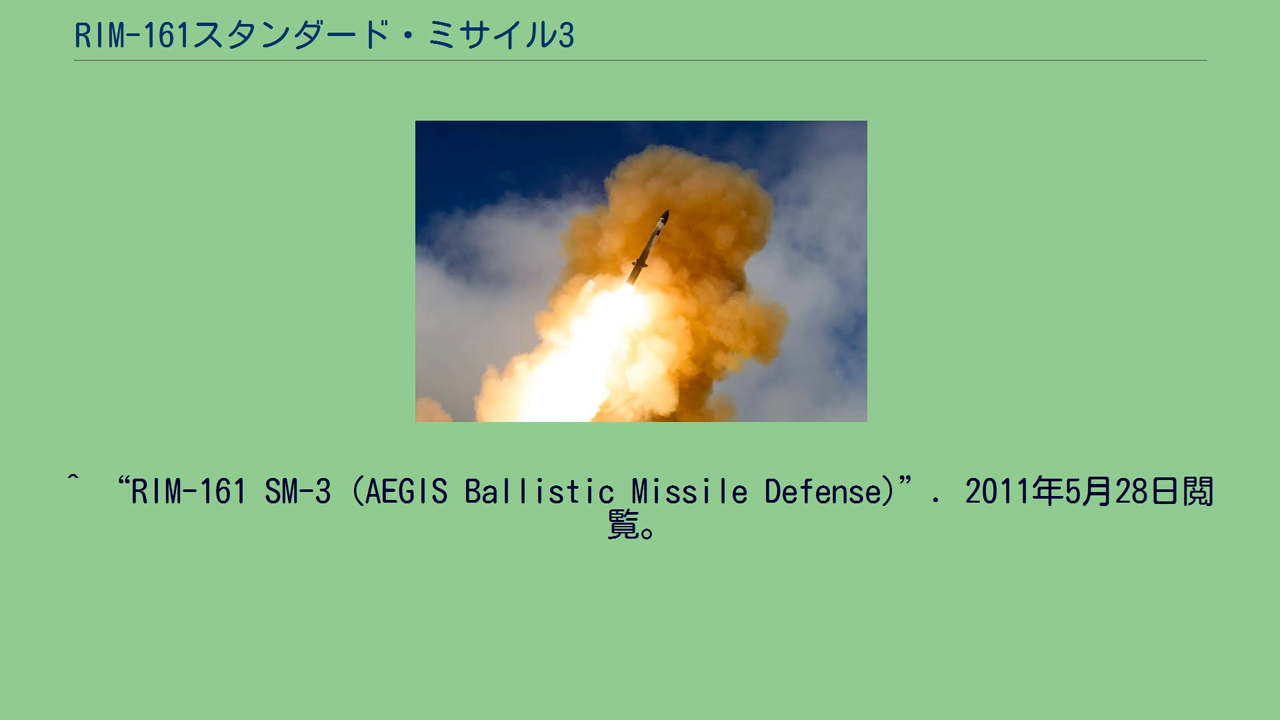 RIM-161スタンダード・ミサイル3
^ “RIM-161 SM-3 (AEGIS Ballistic Missile Defense)”. 2011年5月28日閲
覧。